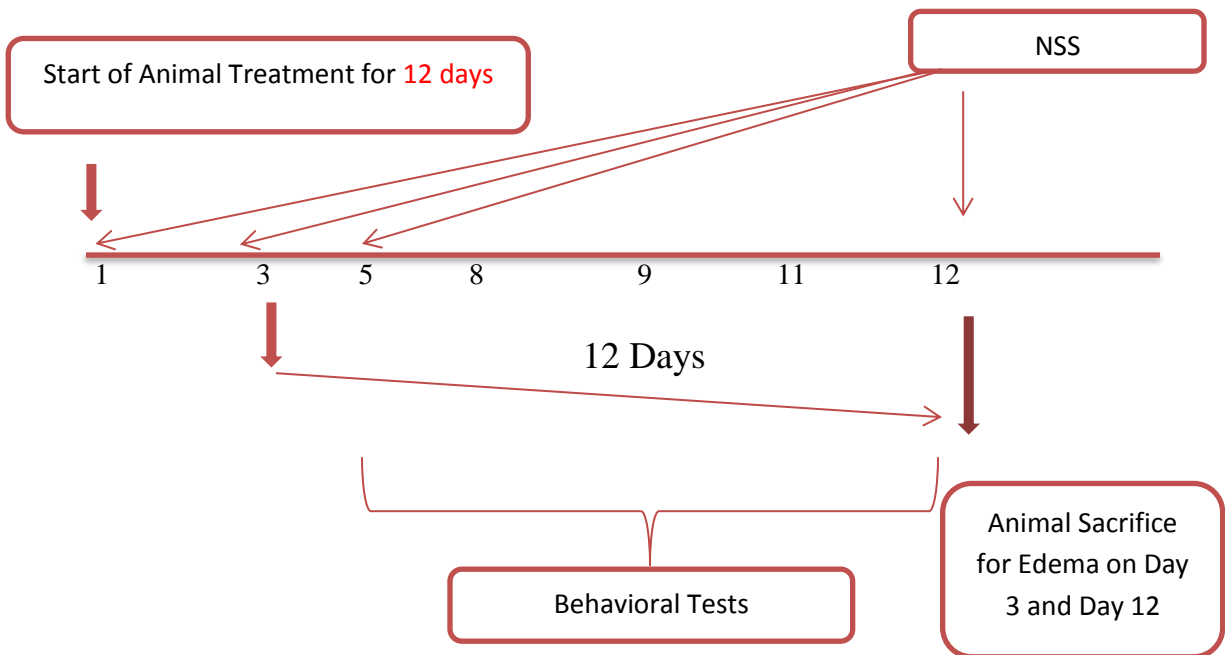 NSS
Start of Animal Treatment for 12 days
1 3 5 8 9 11 12
12 Days
Animal Sacrifice
for Edema on Day
3 and Day 12
Behavioral Tests